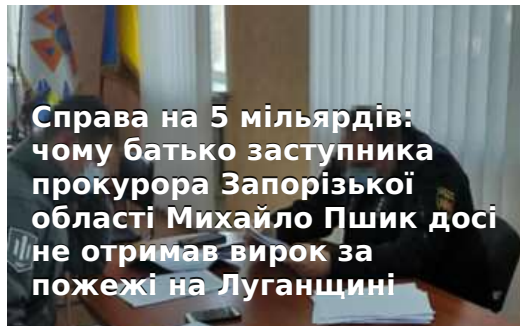 Справа на 5 мільярдів:
чому батько заступника
прокурора Запорізької
області Михайло Пшик досі
не отримав вирок за
пожежі на Луганщині